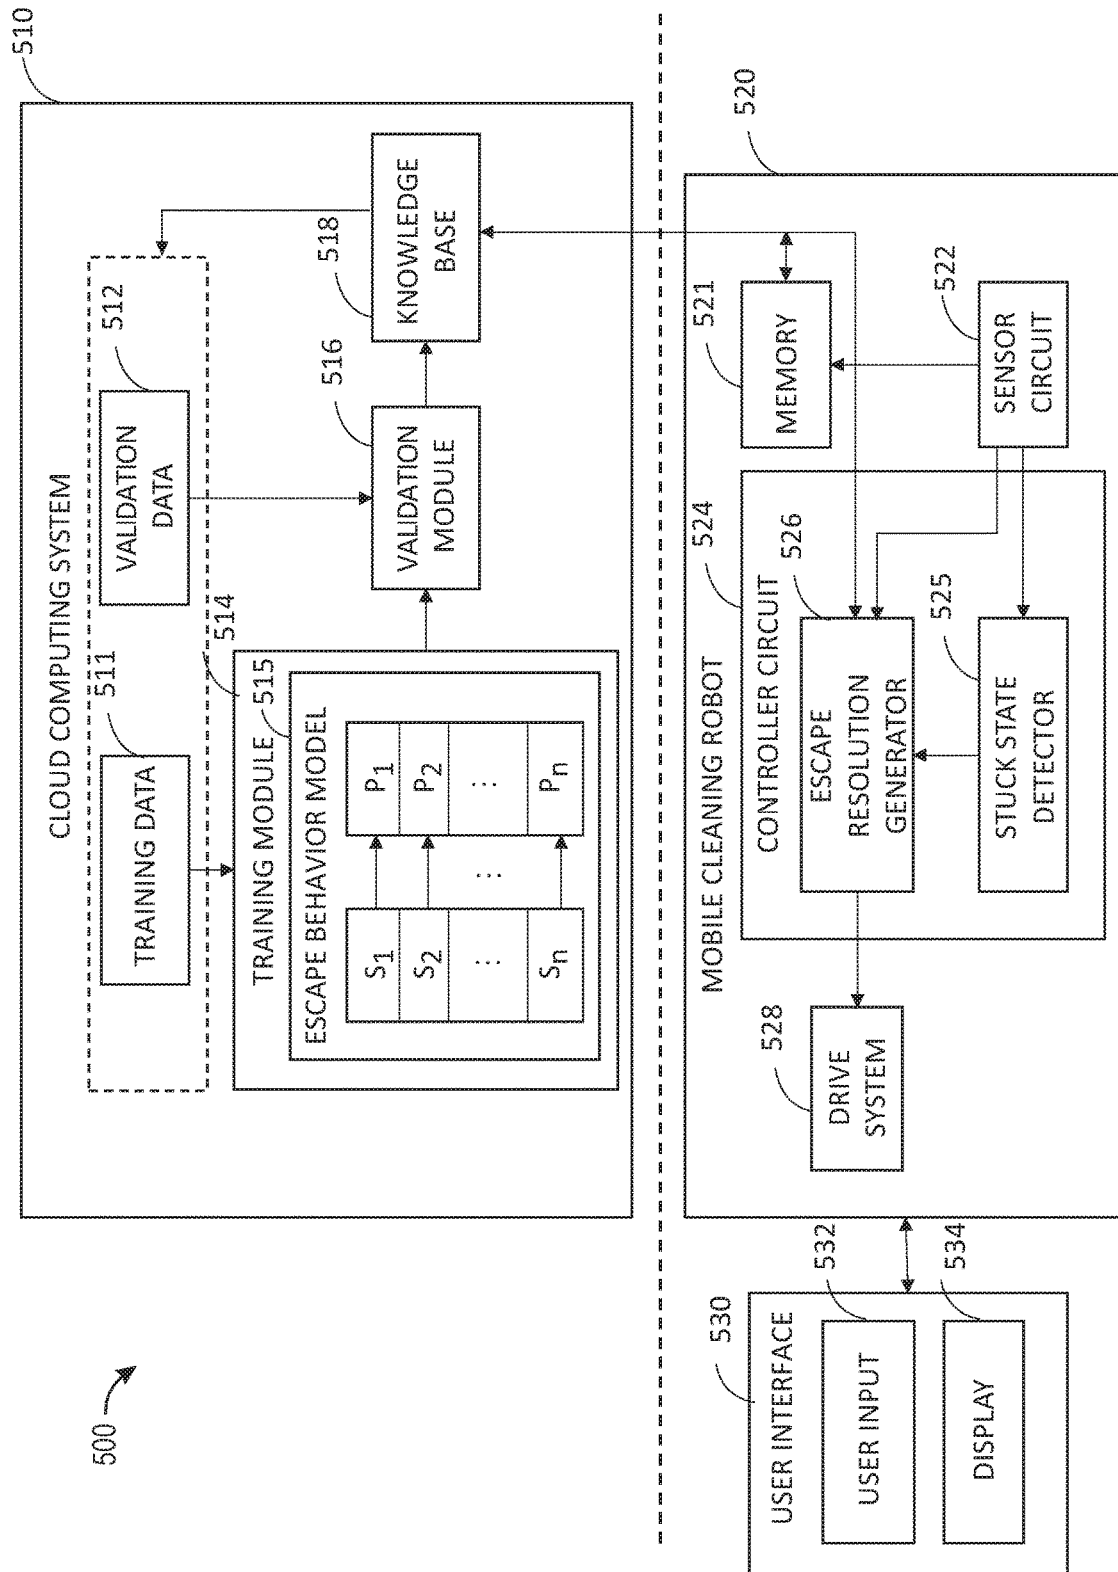 500
510
CLOUD COMPUTING SYSTEM
511
TRAINING DATA
512
VALIDATION
DATA
514
TRAINING MODULE
515
ESCAPE BEHAVIOR MODEL
S1
P1
S2
P2
⋮
⋮
⋮
Sn
Pn
516
VALIDATION
MODULE
518
KNOWLEDGE
BASE
520
MOBILE CLEANING ROBOT
521
MEMORY
522
SENSOR
CIRCUIT
524
CONTROLLER CIRCUIT
526
ESCAPE
RESOLUTION
GENERATOR
525
STUCK STATE
DETECTOR
528
DRIVE
SYSTEM
530
USER INTERFACE
532
USER INPUT
534
DISPLAY